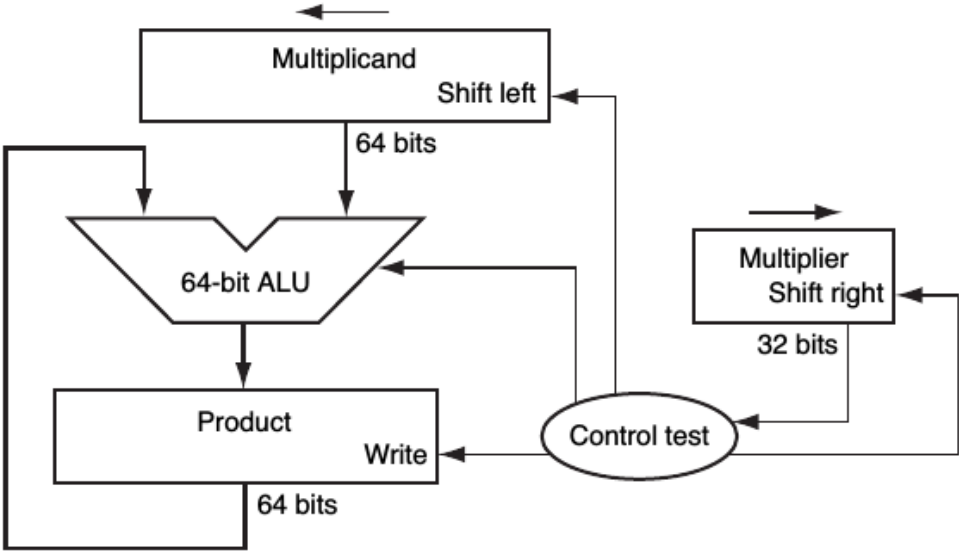 Multiplicand
Shift left
64 bits
64-bit ALU
Multiplier
Shift right
32 bits
Product
Write
64 bits
Control test